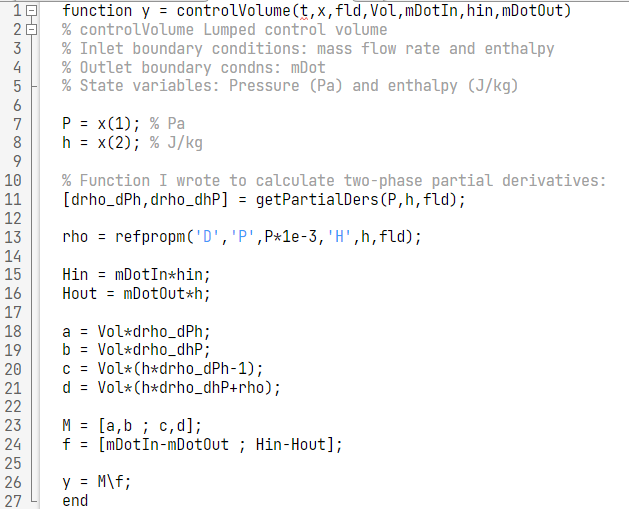 1 function y = controlVolume(t,x,fld,Vol,mDotIn,hin,mDotOut)
2 % controlVolume Lumped control volume
3 % Inlet boundary conditions: mass flow rate and enthalpy
4 % Outlet boundary condns: mDot
5 % State variables: Pressure (Pa) and enthalpy (J/kg)
6
7 P = x(1); % Pa
8 h = x(2); % J/kg
9
10 % Function I wrote to calculate two-phase partial derivatives:
11 [drho_dPh,drho_dhP] = getPartialDers(P,h,fld);
12
13 rho = refpropm('D','P',P*1e-3,'H',h,fld);
14
15 Hin = mDotIn*hin;
16 Hout = mDotOut*h;
17
18 a = Vol*drho_dPh;
19 b = Vol*drho_dhP;
20 c = Vol*(h*drho_dPh-1);
21 d = Vol*(h*drho_dhP+rho);
22
23 M = [a,b ; c,d];
24 f = [mDotIn-mDotOut ; Hin-Hout];
25
26 y = M\f;
27 end